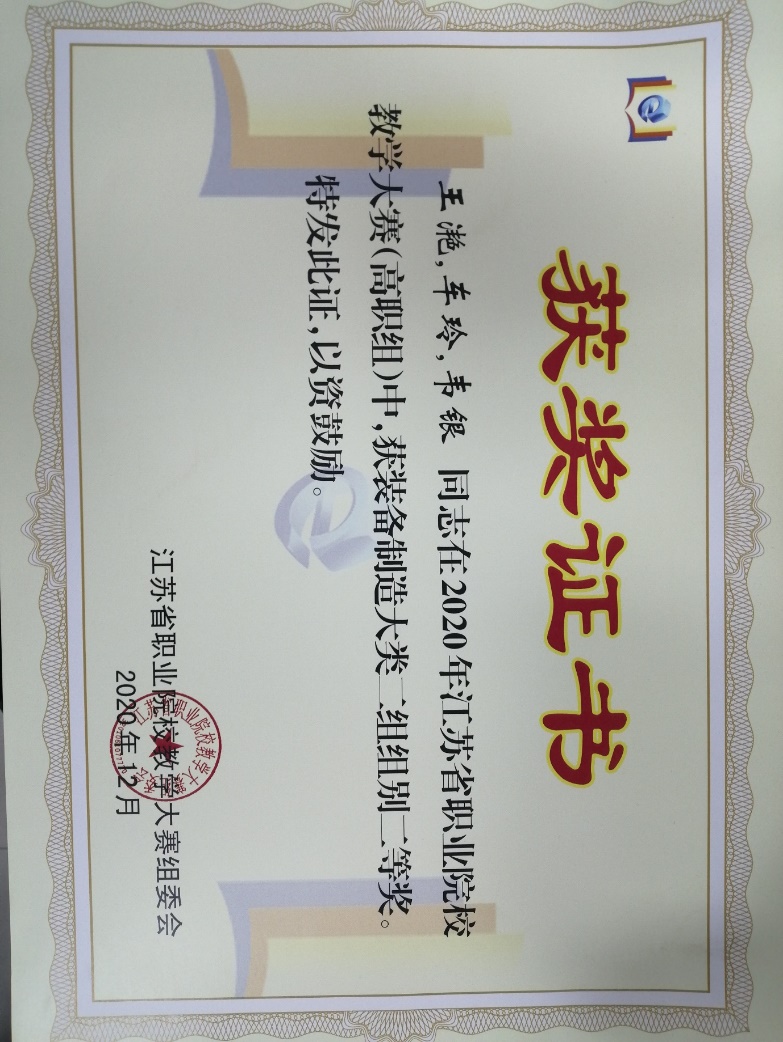 获奖证书
王滟，车玲，韦银 同志在2020年江苏省职业院校
教学大赛（高职组）中，获装备制造大类二组组别二等奖。
特发此证，以资鼓励。
江苏省职业院校教学大赛组委会
2020年12月